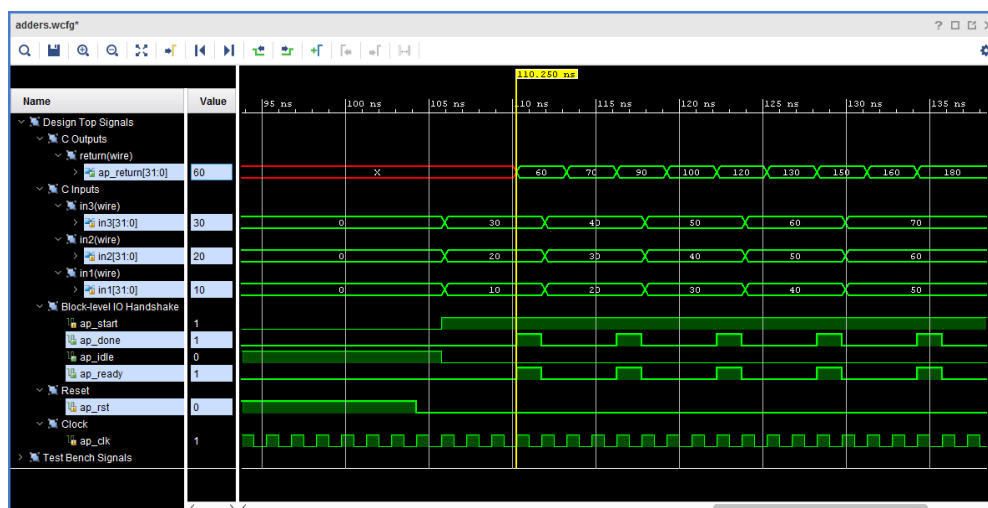 adders.wcfg*
110.250 ns
Name Value 95 ns 100 ns 105 ns 110 ns 115 ns 120 ns 125 ns 130 ns 135 ns
Design Top Signals
C Outputs
return(wire)
ap_return[31:0] 60 X 60 70 90 100 120 130 150 160 180
C Inputs
in3(wire)
in3[31:0] 30 0 30 40 50 60 70
in2(wire)
in2[31:0] 20 0 20 30 40 50 60
in1(wire)
in1[31:0] 10 0 10 20 30 40 50
Block-level IO Handshake
ap_start 1
ap_done 1
ap_idle 0
ap_ready 1
Reset
ap_rst 0
Clock
ap_clk 1
Test Bench Signals